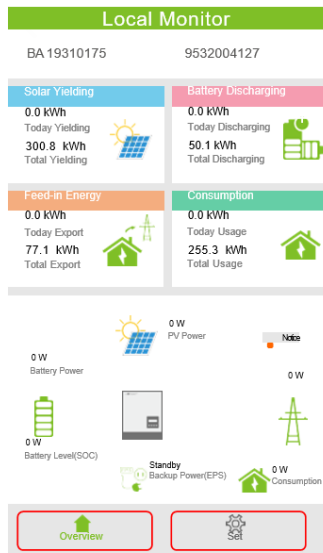 Local Monitor
BA 19310175 9532004127
Solar Yielding
0.0 kWh
Today Yielding
300.8 kWh
Total Yielding
Battery Discharging
0.0 kWh
Today Discharging
50.1 kWh
Total Discharging
Feed-in Energy
0.0 kWh
Today Export
77.1 kWh
Total Export
Consumption
0.0 kWh
Today Usage
255.3 kWh
Total Usage
0 W
PV Power
Notice
0 W
Battery Power
0 W
0 W
Battery Level(SOC)
Standby
Backup Power(EPS)
0 W
Consumption
Overview
Set